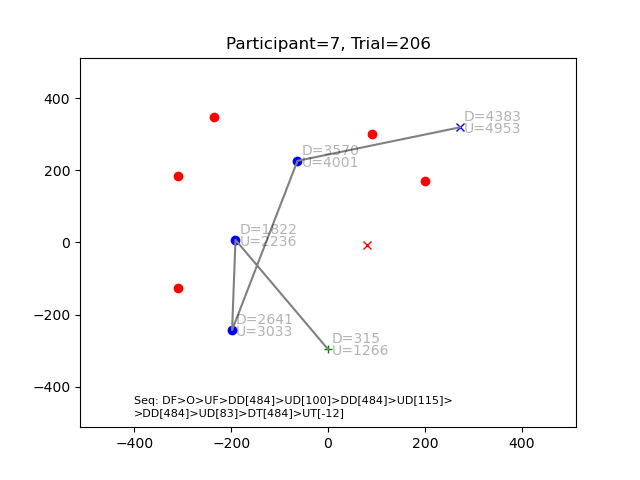 Participant=7, Trial=206
400
200
0
−200
−400
D=4383
U=4953
D=3570
U=4001
D=1822
U=2236
D=2641
U=3033
D=315
U=1266
Seq: DF>O>UF>DD[484]>UD[100]>DD[484]>UD[115]>
>DD[484]>UD[83]>DT[484]>UT[-12]
−400 −200 0 200 400